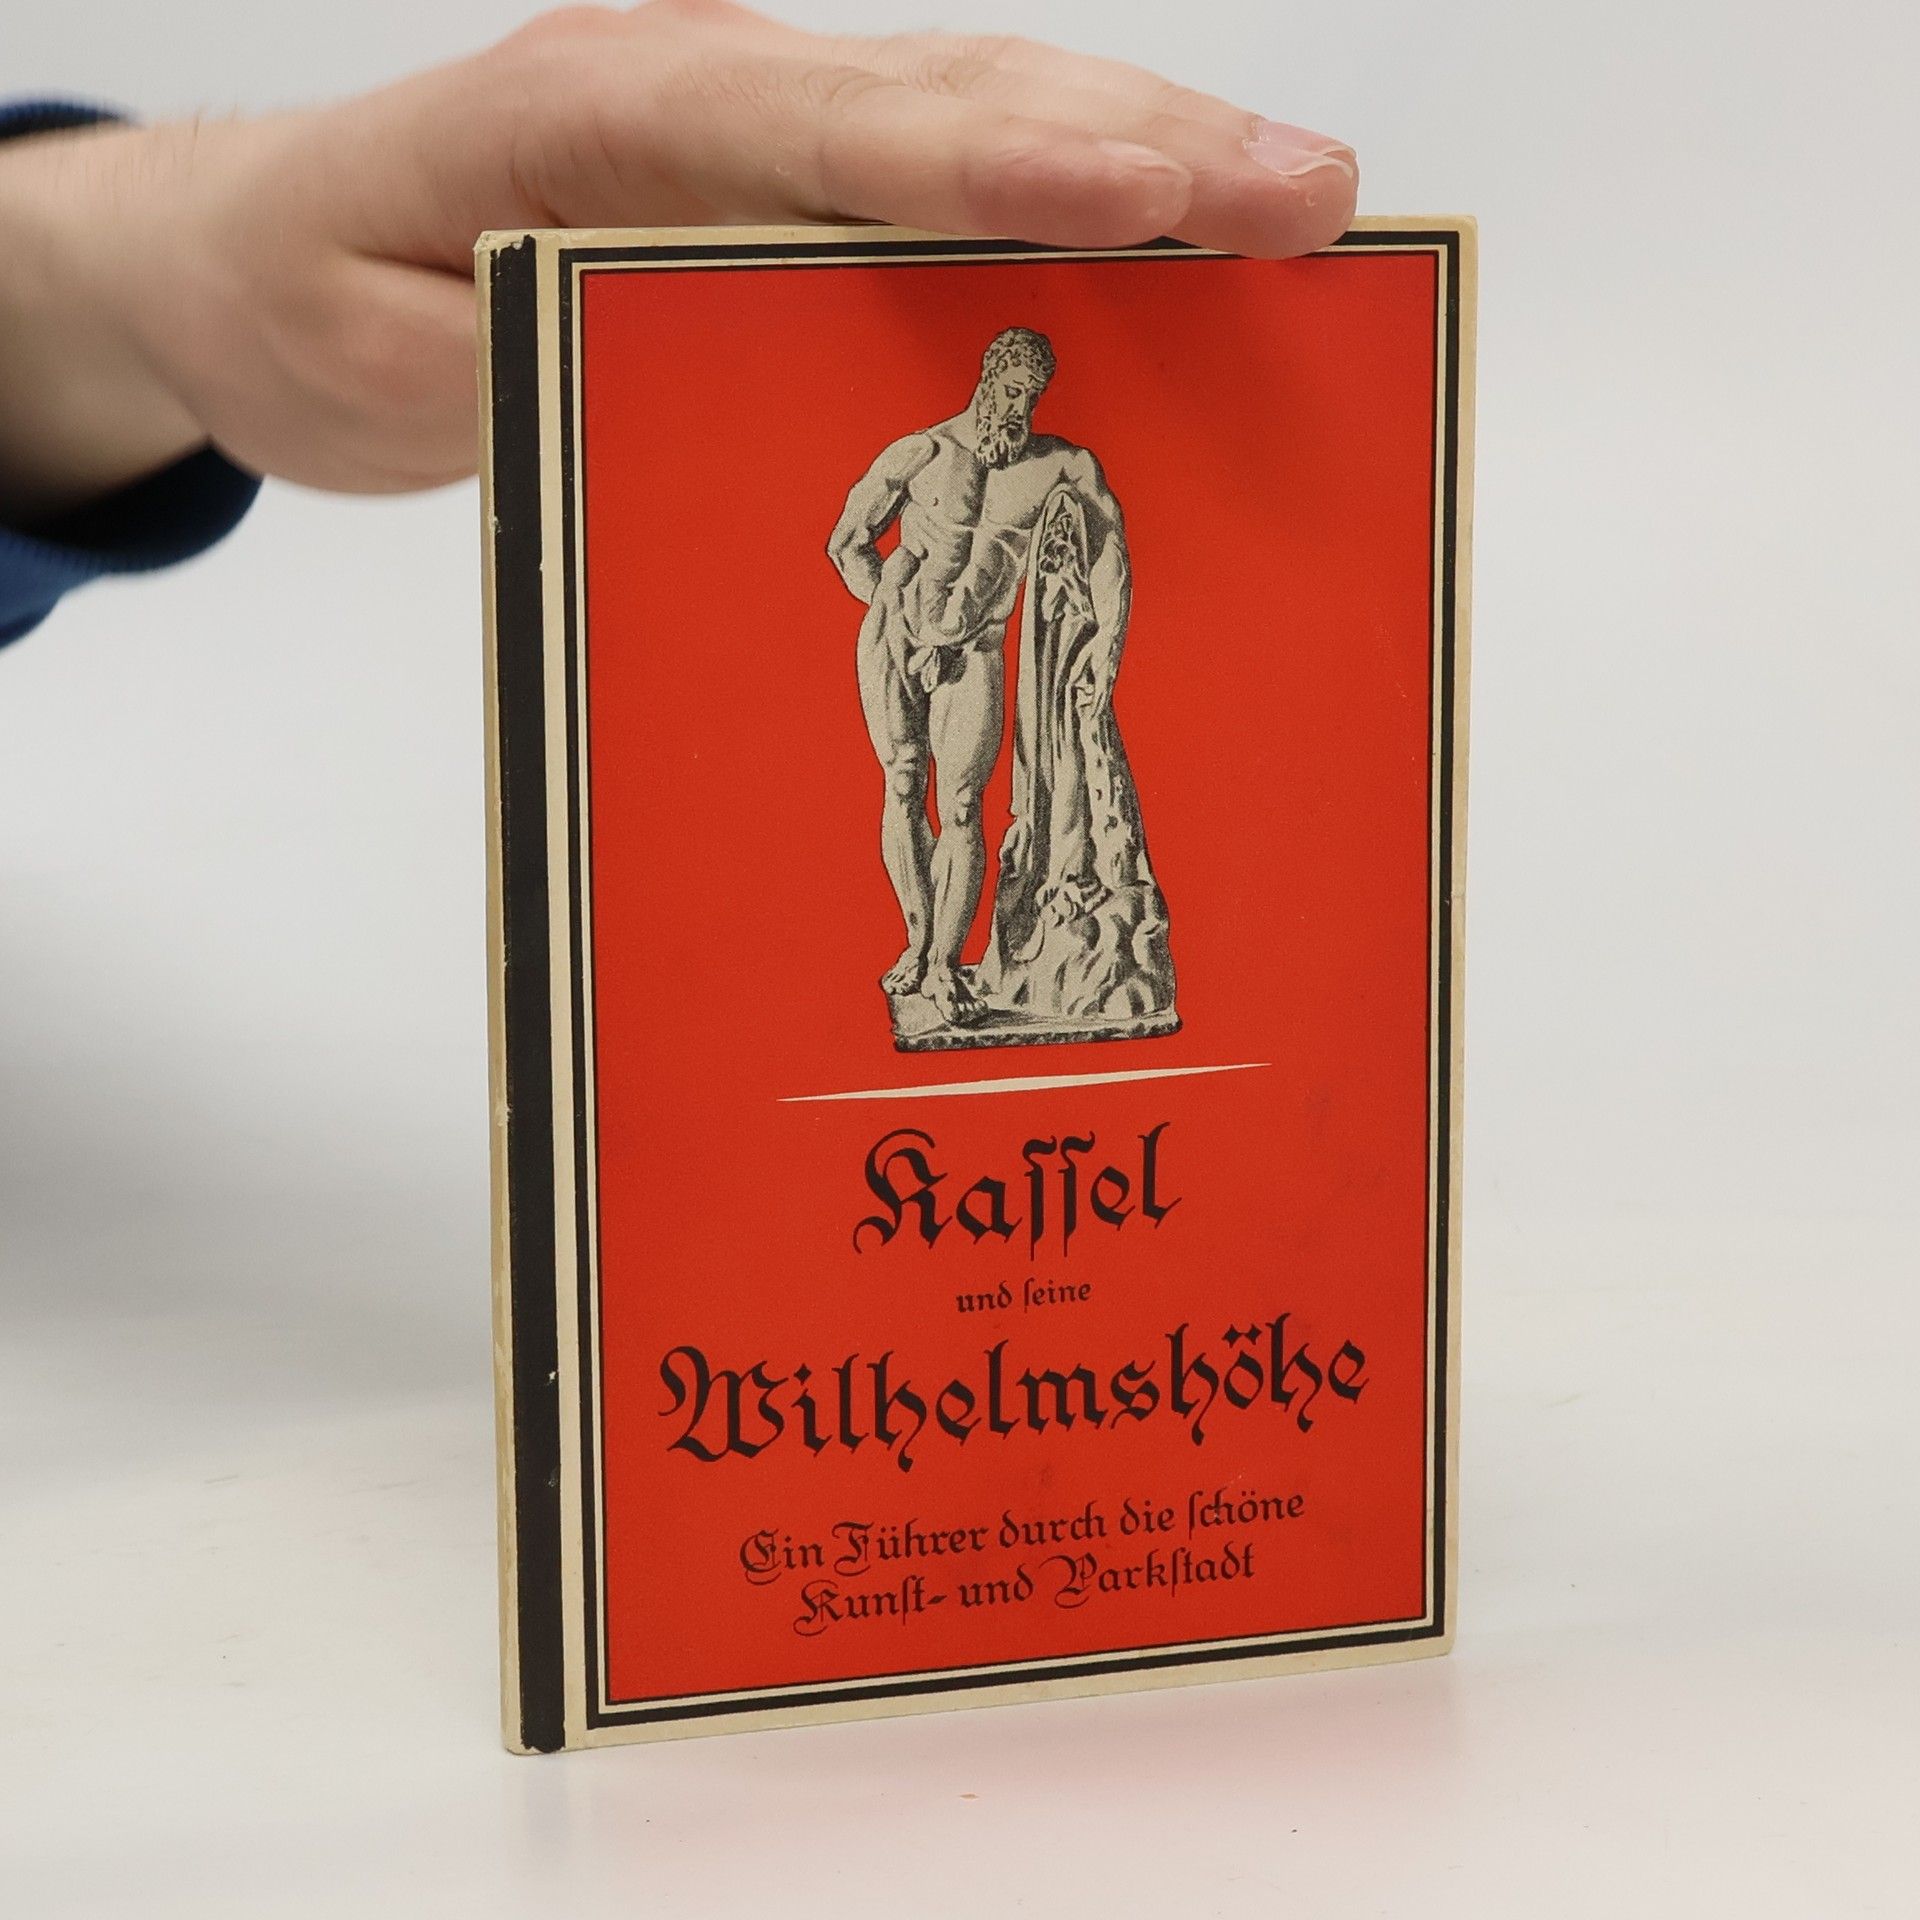 Kaſſel
und ſeine
Wilhelmshöhe
Ein Führer durch die ſchöne
Kunſt- und Parkſtadt